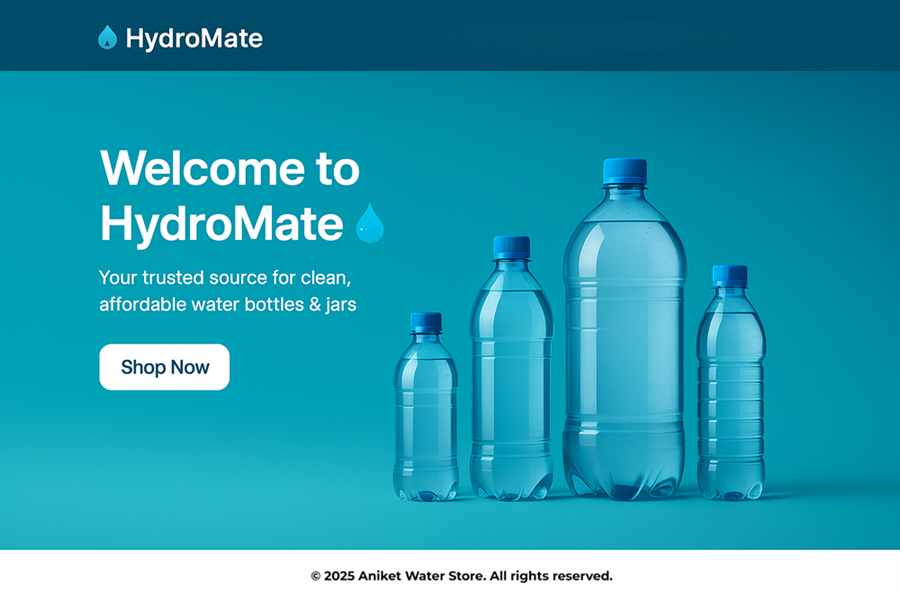 HydroMate
Welcome to
HydroMate
Your trusted source for clean,
affordable water bottles & jars
Shop Now
© 2025 Aniket Water Store. All rights reserved.